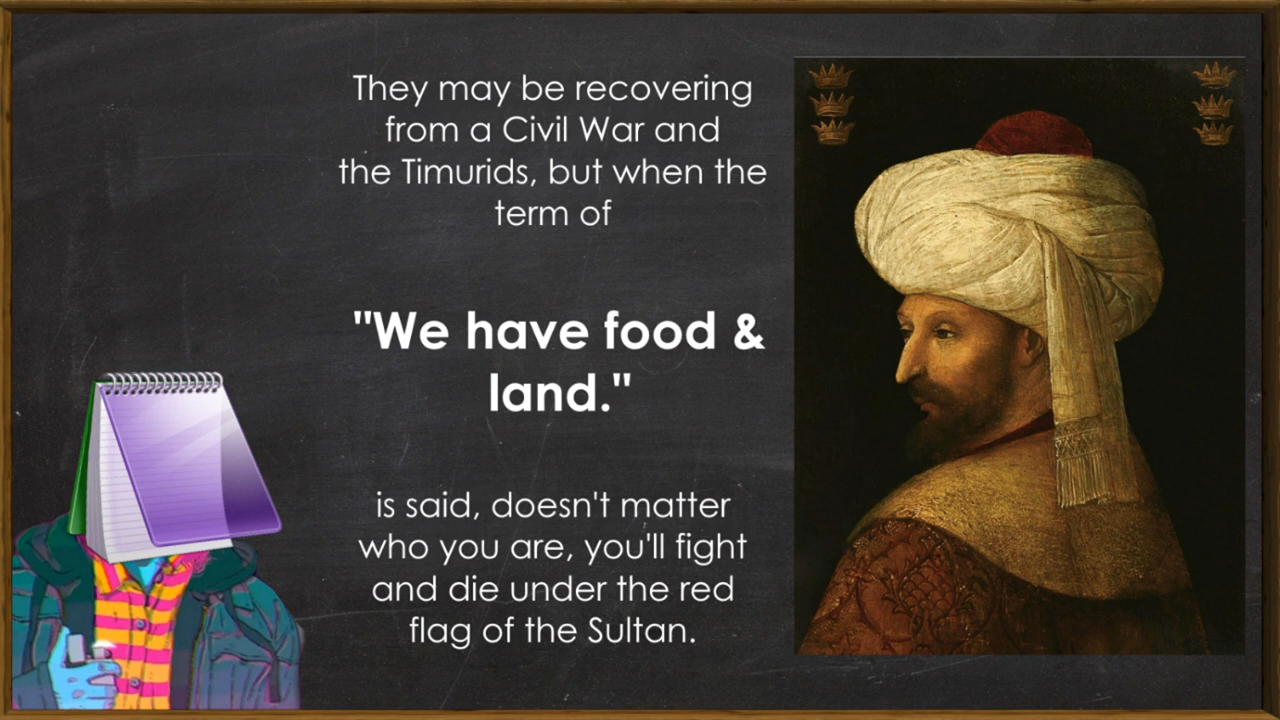 They may be recovering
from a Civil War and
the Timurids, but when the
term of
"We have food &
land."
is said, doesn't matter
who you are, you'll fight
and die under the red
flag of the Sultan.